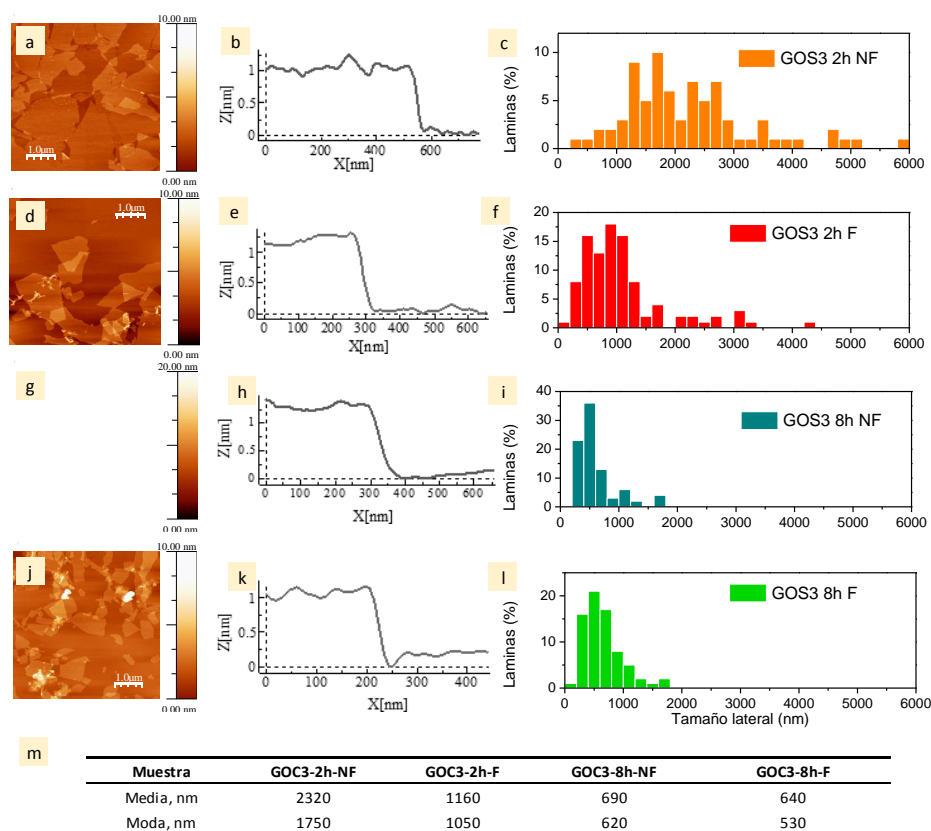 a
10.00 nm
1.0µm
0.00 nm
b
Z[nm]
1
0.5
0
0 200 400 600
X[nm]
c
GOS3 2h NF
Laminas (%)
10
5
0
0 1000 2000 3000 4000 5000 6000
d
10.00 nm
1.0µm
0.00 nm
e
Z[nm]
1
0.5
0
0 100 200 300 400 500 600
X[nm]
f
GOS3 2h F
Laminas (%)
20
15
10
5
0
0 1000 2000 3000 4000 5000 6000
g
20.00 nm
0.00 nm
h
Z[nm]
1
0.5
0
0 100 200 300 400 500 600
X[nm]
i
GOS3 8h NF
Laminas (%)
40
30
20
10
0
0 1000 2000 3000 4000 5000 6000
j
10.00 nm
1.0µm
0.00 nm
k
Z[nm]
1
0.5
0
0 100 200 300 400
X[nm]
l
GOS3 8h F
Laminas (%)
20
10
0
0 1000 2000 3000 4000 5000 6000
Tamaño lateral (nm)
m
Muestra GOC3-2h-NF GOC3-2h-F GOC3-8h-NF GOC3-8h-F
Media, nm 2320 1160 690 640
Moda, nm 1750 1050 620 530